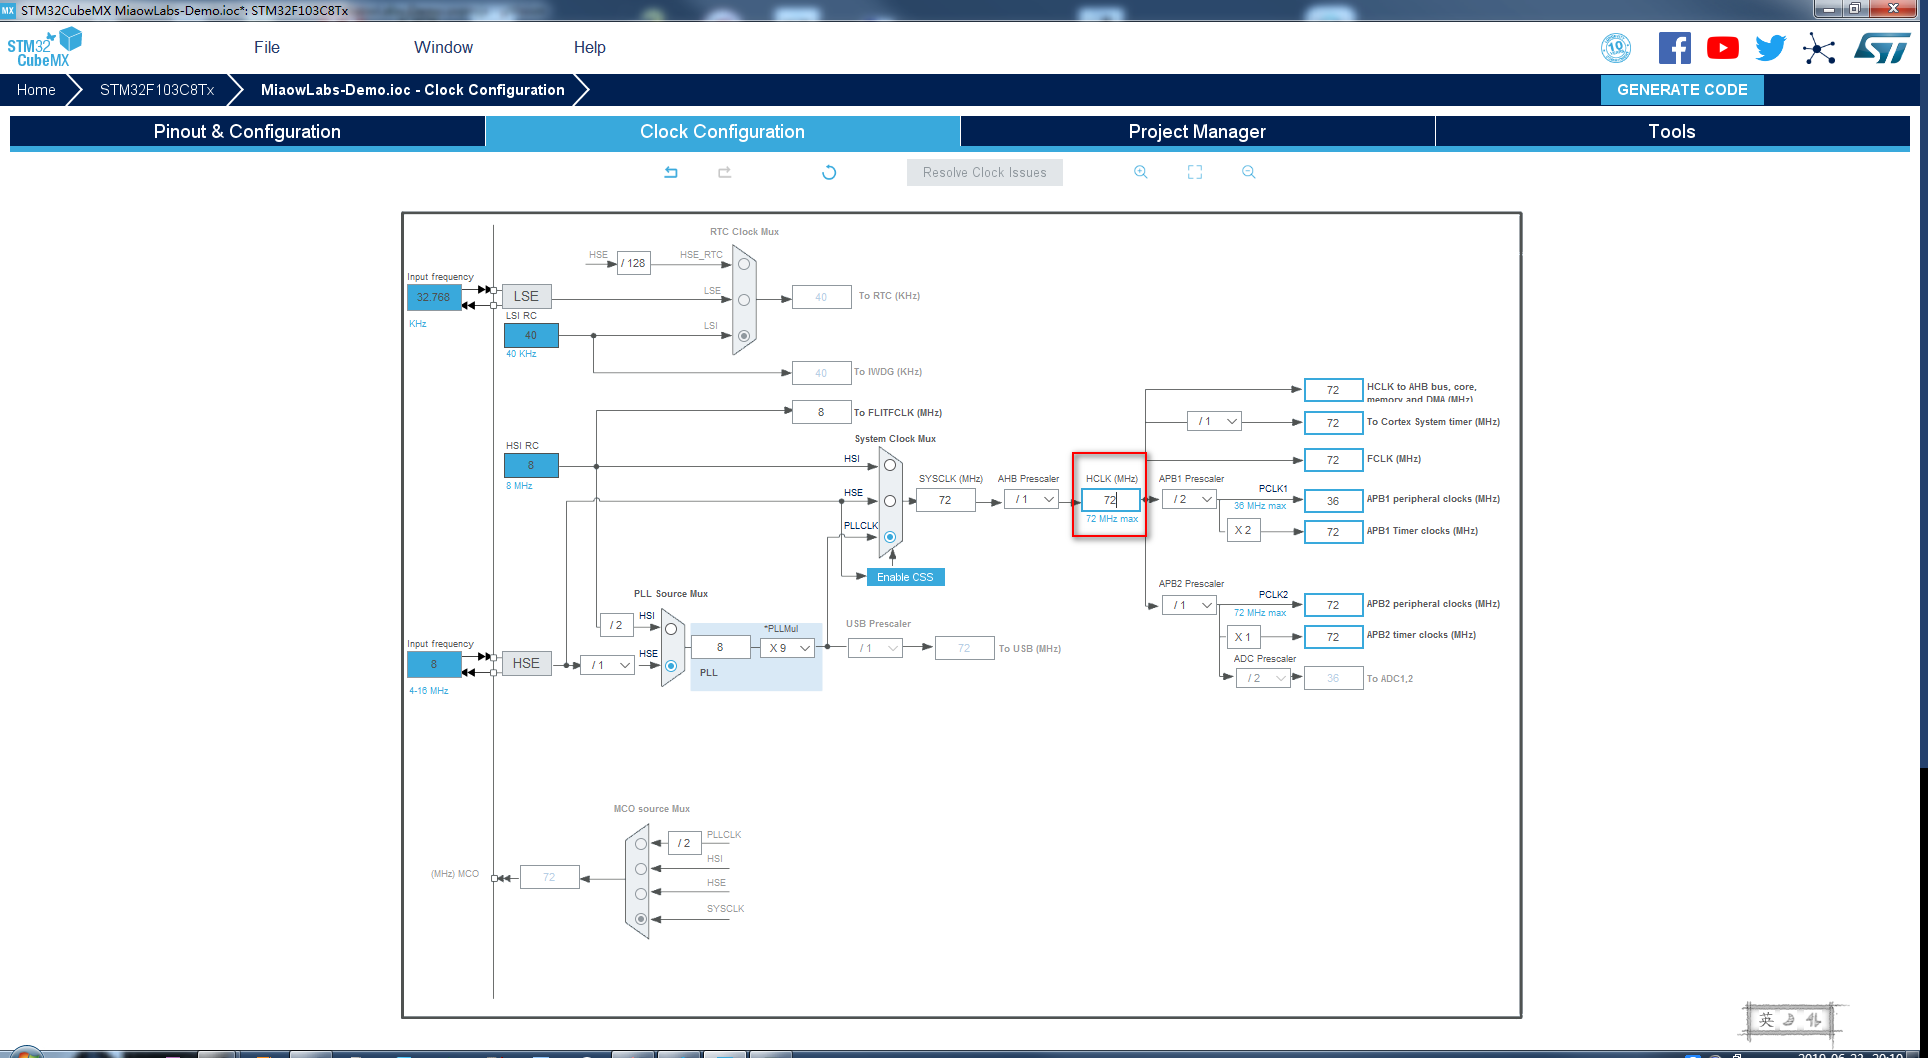 MX STM32CubeMX MiaowLabs-Demo.ioc*: STM32F103C8Tx
STM32 CubeMX
File Window Help
10
Home STM32F103C8Tx MiaowLabs-Demo.ioc - Clock Configuration GENERATE CODE
Pinout & Configuration Clock Configuration Project Manager Tools
Resolve Clock Issues
RTC Clock Mux
HSE / 128 HSE_RTC
Input frequency
32.768 LSE LSE 40 To RTC (KHz)
KHz
LSI RC
40 LSI
40 KHz
40 To IWDG (KHz)
8 To FLITFCLK (MHz)
72 HCLK to AHB bus, core,
memory and DMA (MHz)
/ 1 72 To Cortex System timer (MHz)
System Clock Mux
HSI RC
8 HSI 72 FCLK (MHz)
8 MHz
SYSCLK (MHz) AHB Prescaler HCLK (MHz) APB1 Prescaler
HSE 72 / 1 72 / 2 PCLK1 36 APB1 peripheral clocks (MHz)
72 MHz max 36 MHz max
PLLCLK X 2 72 APB1 Timer clocks (MHz)
Enable CSS
APB2 Prescaler
PLL Source Mux
/ 1 PCLK2 72 APB2 peripheral clocks (MHz)
72 MHz max
/ 2 HSI *PLLMul USB Prescaler
X 1 72 APB2 timer clocks (MHz)
Input frequency
8 HSE / 1 HSE 8 X 9 / 1 72 To USB (MHz)
4-16 MHz PLL
ADC Prescaler
/ 2 36 To ADC1,2
MCO source Mux
/ 2 PLLCLK
HSI
(MHz) MCO 72 HSE
SYSCLK
英
2019-06-23 20:10